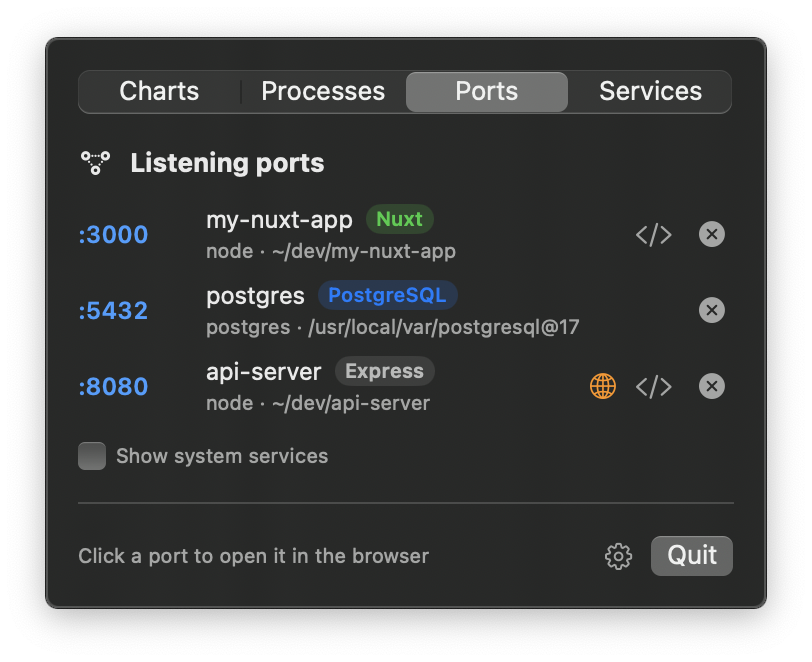 Charts Processes Ports Services
Listening ports
:3000
my-nuxt-app Nuxt
node · ~/dev/my-nuxt-app
</>
:5432
postgres PostgreSQL
postgres · /usr/local/var/postgresql@17
:8080
api-server Express
node · ~/dev/api-server
</>
Show system services
Click a port to open it in the browser
Quit